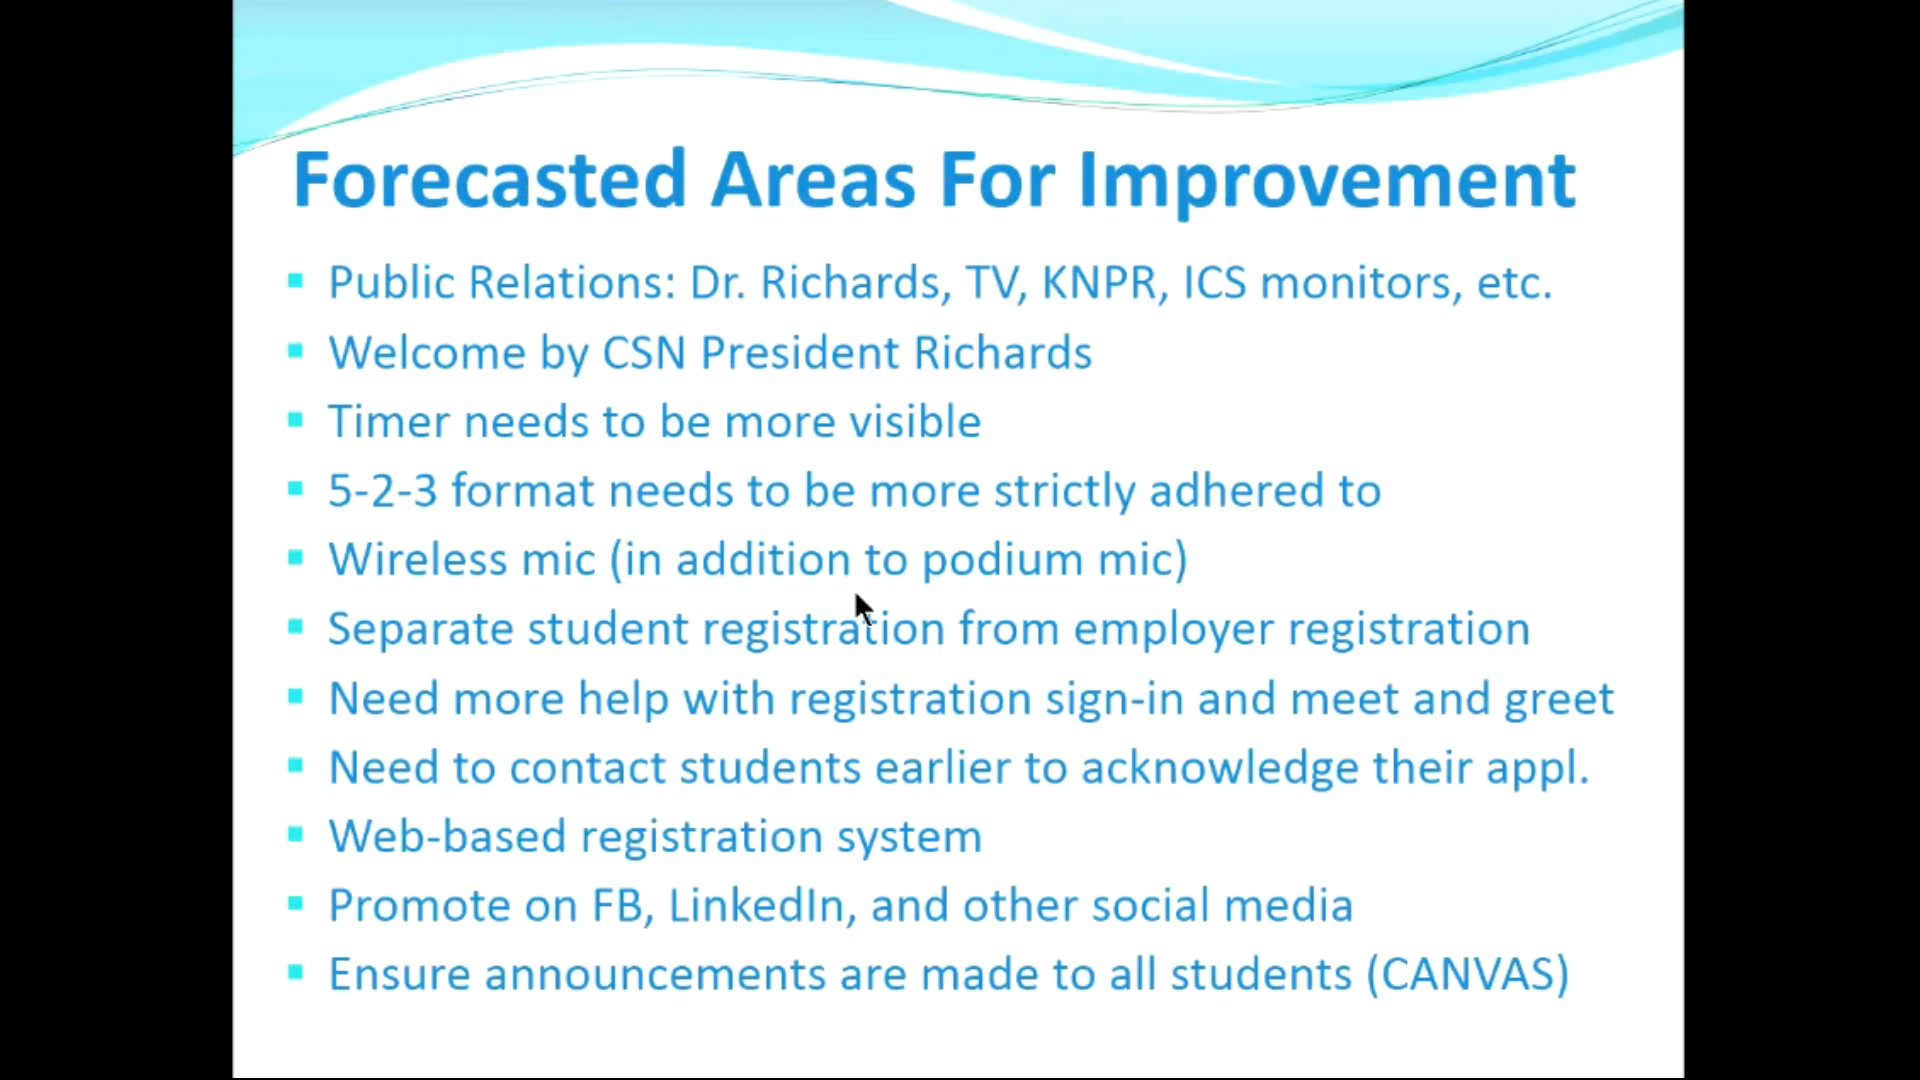 Forecasted Areas For Improvement
Public Relations: Dr. Richards, TV, KNPR, ICS monitors, etc.
Welcome by CSN President Richards
Timer needs to be more visible
5-2-3 format needs to be more strictly adhered to
Wireless mic (in addition to podium mic)
Separate student registration from employer registration
Need more help with registration sign-in and meet and greet
Need to contact students earlier to acknowledge their appl.
Web-based registration system
Promote on FB, LinkedIn, and other social media
Ensure announcements are made to all students (CANVAS)